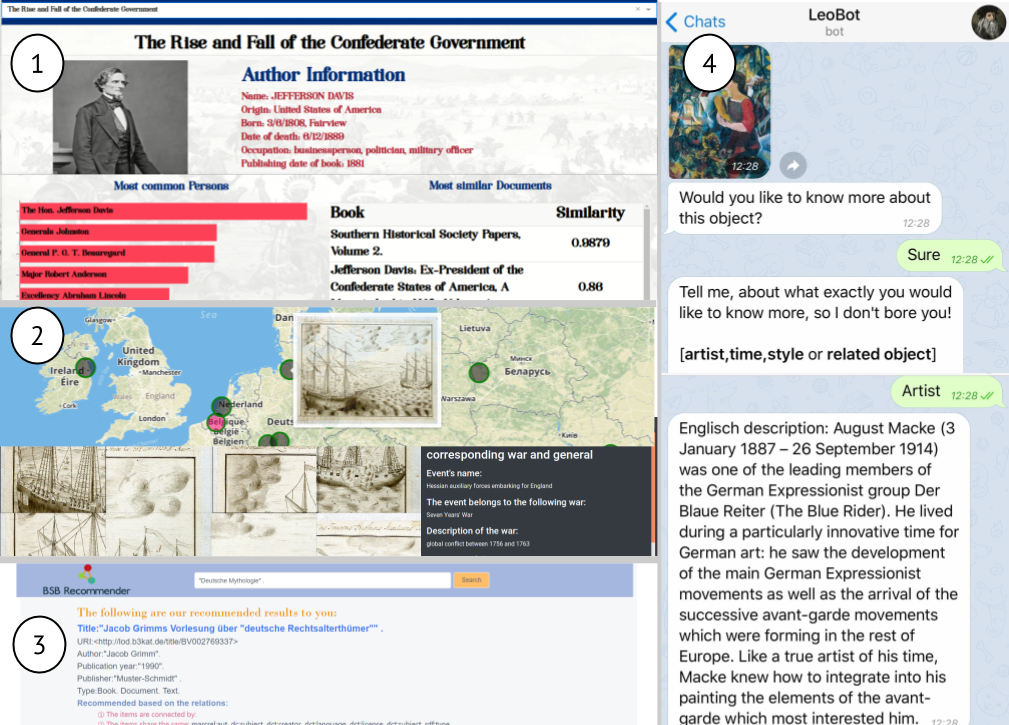 The Rise and Fall of the Confederate Government
1
The Rise and Fall of the Confederate Government
Author Information
Name: JEFFERSON DAVIS
Origin: United States of America
Born: 3/6/1808, Fairview
Date of death: 6/12/1889
Occupation: businessperson, politician, military officer
Publishing date of book: 1881
Most common Persons
The Hon. Jefferson Davis
Generals Johnston
General P. G. T. Beauregard
Major Robert Anderson
Excellency Abraham Lincoln
Most similar Documents
Book Similarity
Southern Historical Society Papers,
Volume 2.
0.9879
Jefferson Davis: Ex-President of the
Confederate States of America, A
0.86
2
Sea
Glasgow
Dan
United
Kingdom
Ireland
Éire
Manchester
England
Cork
London
Nederland
Belgique
België
Belgien
Deuts
Lietuva
Минск
Беларусь
Warszawa
Київ
corresponding war and general
Event's name:
Hessian auxiliary forces embarking for England
The event belongs to the following war:
Seven Years' War
Description of the war:
global conflict between 1756 and 1763
3
BSB Recommender
"Deutsche Mythologie" .
Search
The following are our recommended results to you:
Title:"Jacob Grimms Vorlesung über "deutsche Rechtsalterthümer"" .
URI:<http://lod.b3kat.de/title/BV002769337>
Author:"Jacob Grimm".
Publication year:"1990".
Publisher:"Muster-Schmidt" .
Type:Book. Document. Text.
Recommended based on the relations:
The items are connected by:
4
Chats
LeoBot
bot
12:28
Would you like to know more about
this object?
12:28
Sure 12:28
Tell me, about what exactly you would
like to know more, so I don't bore you!
[artist,time,style or related object]
Artist 12:28
Englisch description: August Macke (3
January 1887 – 26 September 1914)
was one of the leading members of
the German Expressionist group Der
Blaue Reiter (The Blue Rider). He lived
during a particularly innovative time for
German art: he saw the development
of the main German Expressionist
movements as well as the arrival of the
successive avant-garde movements
which were forming in the rest of
Europe. Like a true artist of his time,
Macke knew how to integrate into his
painting the elements of the avant-
garde which most interested him. 12:28